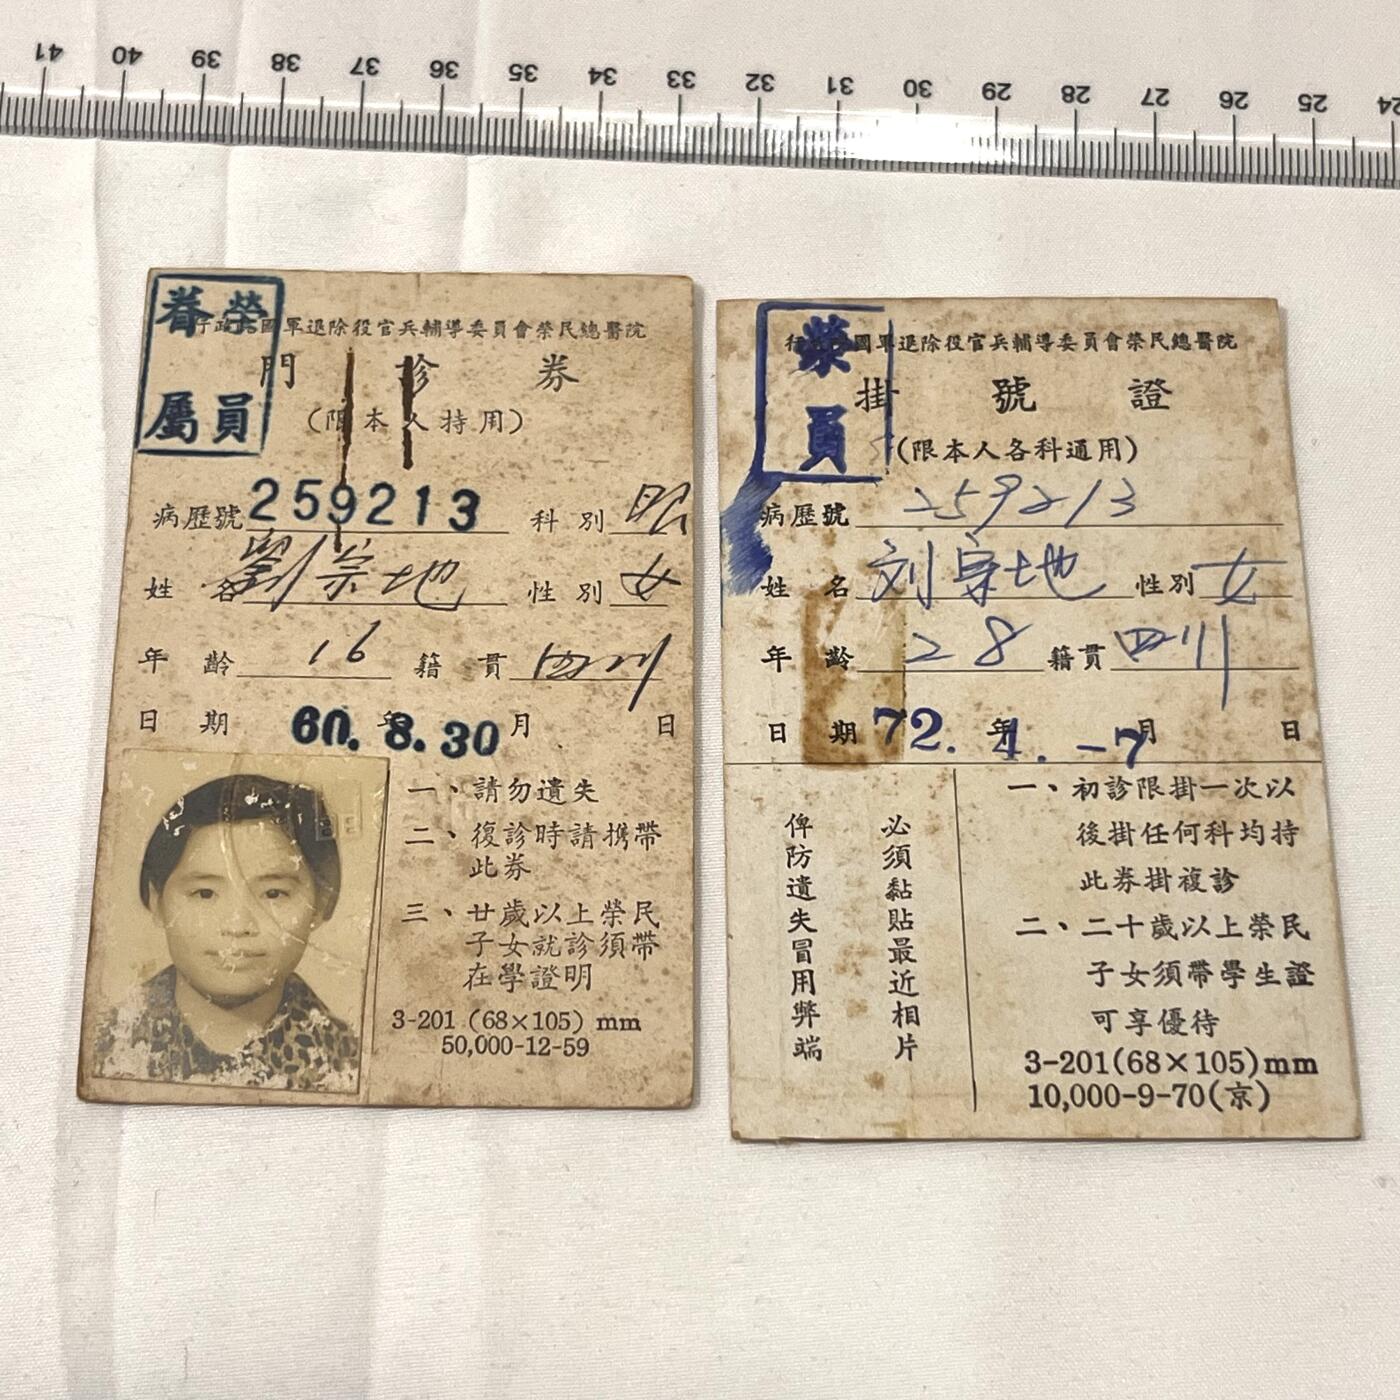 41 40 39 38 37 36 35 34 33 32 31 30 29 28 27 26 25 24
榮員
眷屬
行政院國軍退除役官兵輔導委員會榮民總醫院
門診券
(限本人持用)
病歷號 259213 科別 眼
姓名 劉宗地 性別 女
年齡 16 籍貫 四川
日期 60. 年 8. 30 月 日
一、請勿遺失
二、復診時請携帶
此券
三、廿歲以上榮民
子女就診須帶
在學證明
3-201 (68×105) mm
50,000-12-59
榮員
行政院國軍退除役官兵輔導委員會榮民總醫院
掛號證
(限本人各科通用)
病歷號 259213
姓名 刘宗地 性別 女
年齡 28 籍貫 四川
日期 72. 年 4. -7 月 日
必須黏貼最近相片
俾防遺失冒用弊端
一、初診限掛一次以
後掛任何科均持
此券掛複診
二、二十歲以上榮民
子女須帶學生證
可享優待
3-201(68×105)mm
10,000-9-70(京)